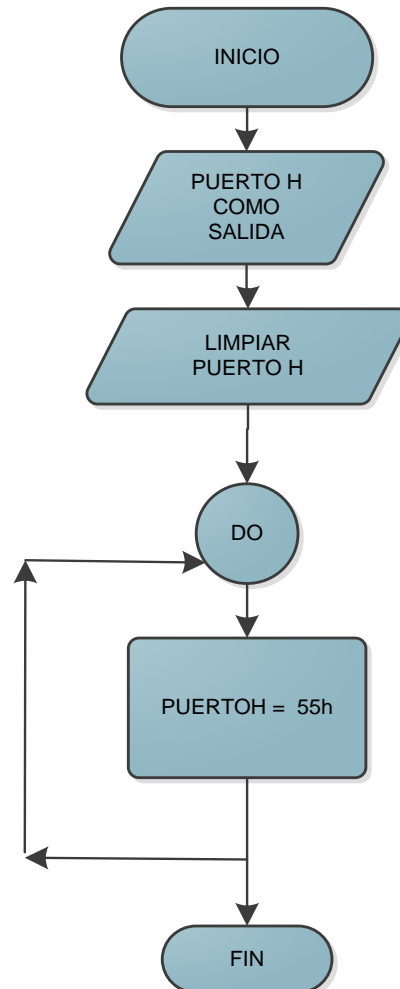 INICIO
PUERTO H
COMO
SALIDA
LIMPIAR
PUERTO H
DO
PUERTOH = 55h
FIN